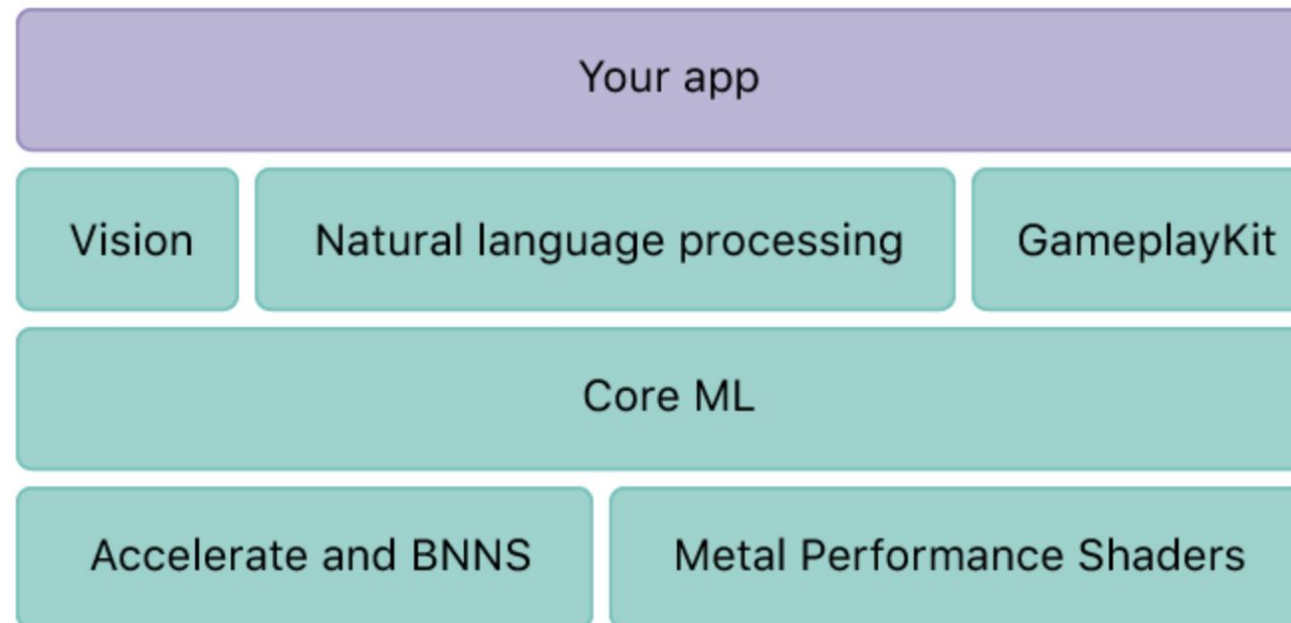 Your app
Vision
Natural language processing
GameplayKit
Core ML
Accelerate and BNNS
Metal Performance Shaders